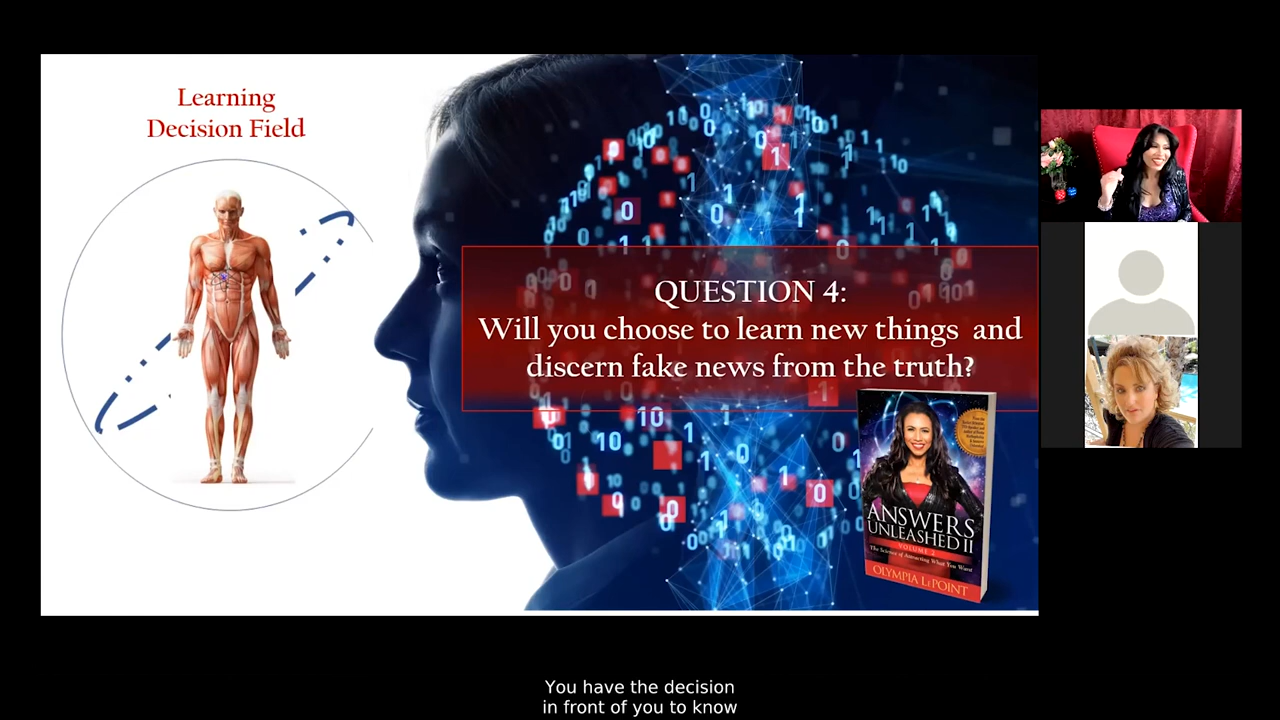 Learning
Decision Field
QUESTION 4:
Will you choose to learn new things and
discern fake news from the truth?
ANSWERS
UNLEASHED II
VOLUME 2
The Science of Attracting What You Want
OLYMPIA LEPOINT
You have the decision
in front of you to know